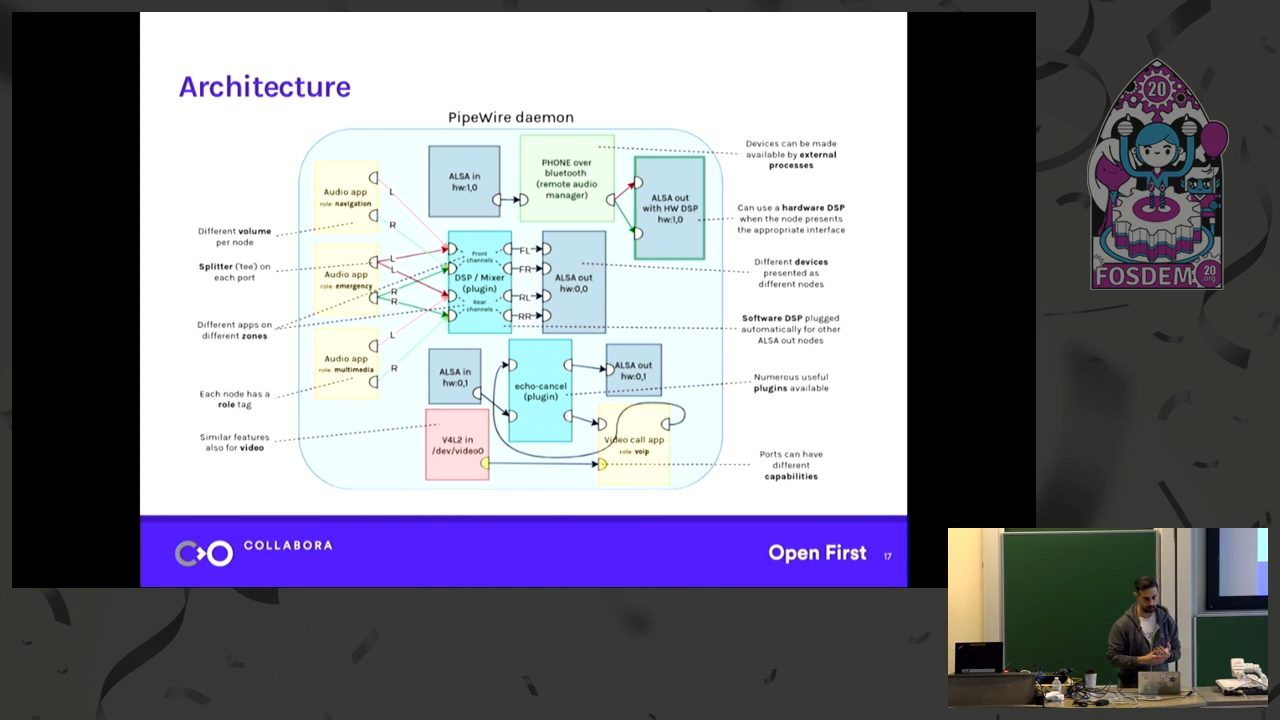 Architecture
PipeWire daemon
Audio app
role: navigation
Audio app
role: emergency
Audio app
role: multimedia
L
R
L
L
R
R
L
R
ALSA in
hw:1,0
PHONE over
bluetooth
(remote audio
manager)
ALSA out
with HW DSP
hw:1,0
Front
channels
DSP / Mixer
(plugin)
Rear
channels
FL
FR
RL
RR
ALSA out
hw:0,0
ALSA in
hw:0,1
echo-cancel
(plugin)
ALSA out
hw:0,1
V4L2 in
/dev/video0
Video call app
role: voip
Different volume
per node
Splitter ('tee') on
each port
Different apps on
different zones
Each node has a
role tag
Similar features
also for video
Devices can be made
available by external
processes
Can use a hardware DSP
when the node presents
the appropriate interface
Different devices
presented as
different nodes
Software DSP plugged
automatically for other
ALSA out nodes
Numerous useful
plugins available
Ports can have
different
capabilities
COLLABORA
Open First
17
20
FOSDEM
20
.org